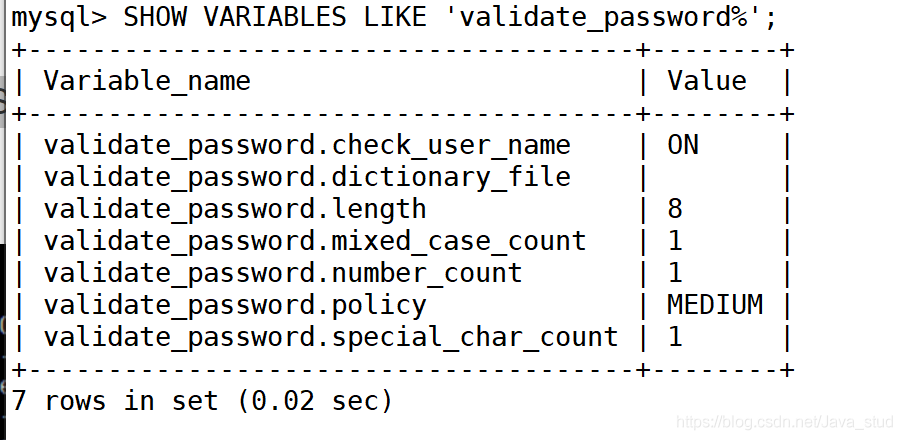 mysql> SHOW VARIABLES LIKE 'validate_password%';
+--------------------------------------+--------+
| Variable_name                        | Value  |
+--------------------------------------+--------+
| validate_password.check_user_name    | ON     |
| validate_password.dictionary_file    |        |
| validate_password.length             | 8      |
| validate_password.mixed_case_count   | 1      |
| validate_password.number_count       | 1      |
| validate_password.policy             | MEDIUM |
| validate_password.special_char_count | 1      |
+--------------------------------------+--------+
7 rows in set (0.02 sec)
https://blog.csdn.net/Java_stud